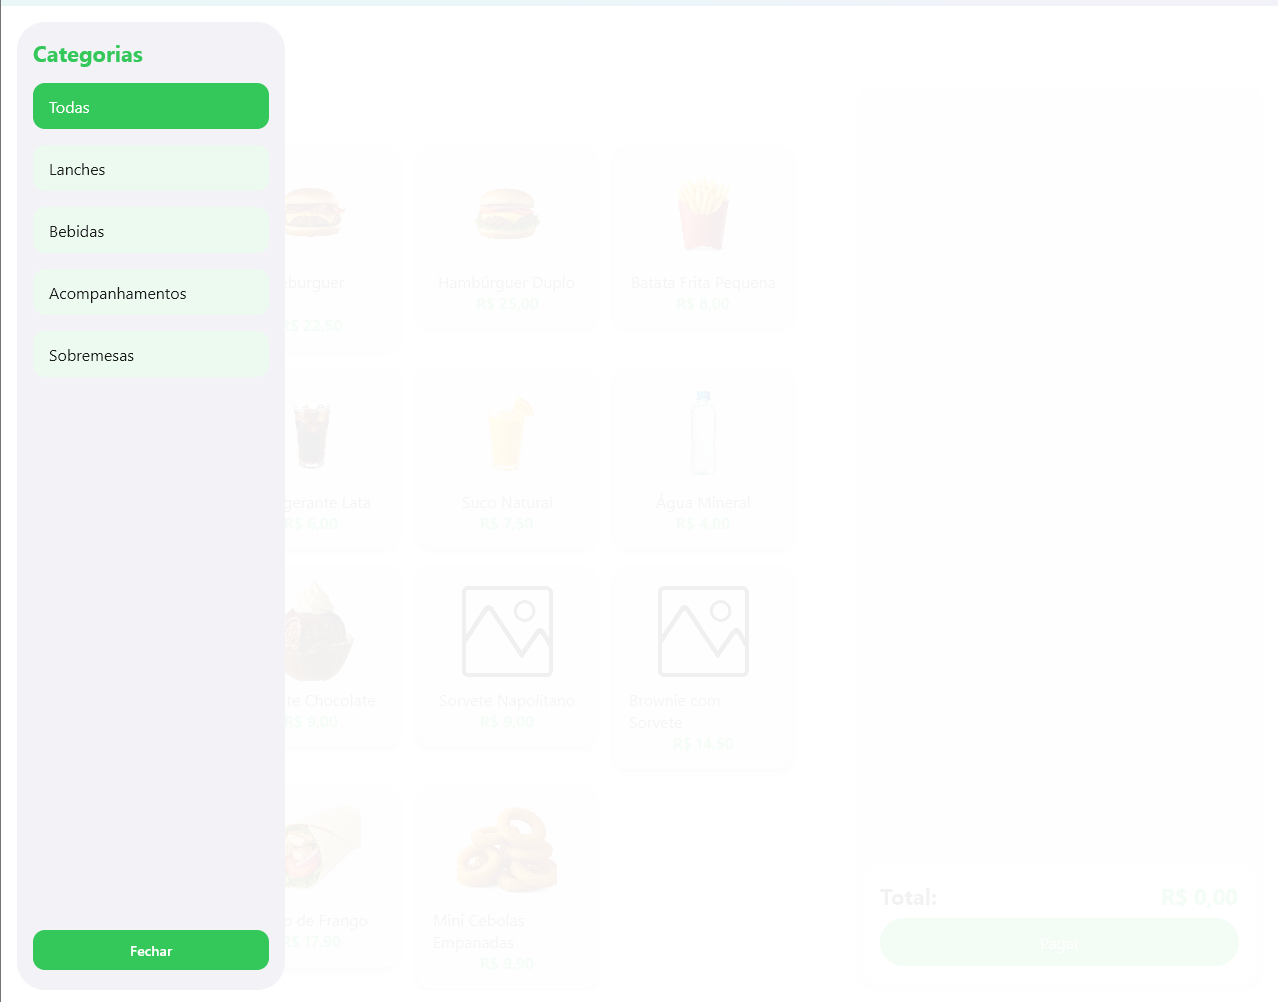 Categorias
Todas
Lanches
Bebidas
Acompanhamentos
Sobremesas
Fechar
eburguer
R$ 22,50
Hambúrguer Duplo
R$ 25,00
Batata Frita Pequena
R$ 8,00
gerante Lata
R$ 6,00
Suco Natural
R$ 7,50
Água Mineral
R$ 4,00
te Chocolate
R$ 9,00
Sorvete Napolitano
R$ 9,00
Brownie com
Sorvete
R$ 14,50
o de Frango
R$ 17,90
Mini Cebolas
Empanadas
R$ 9,90
Total:
R$ 0,00
Pagar